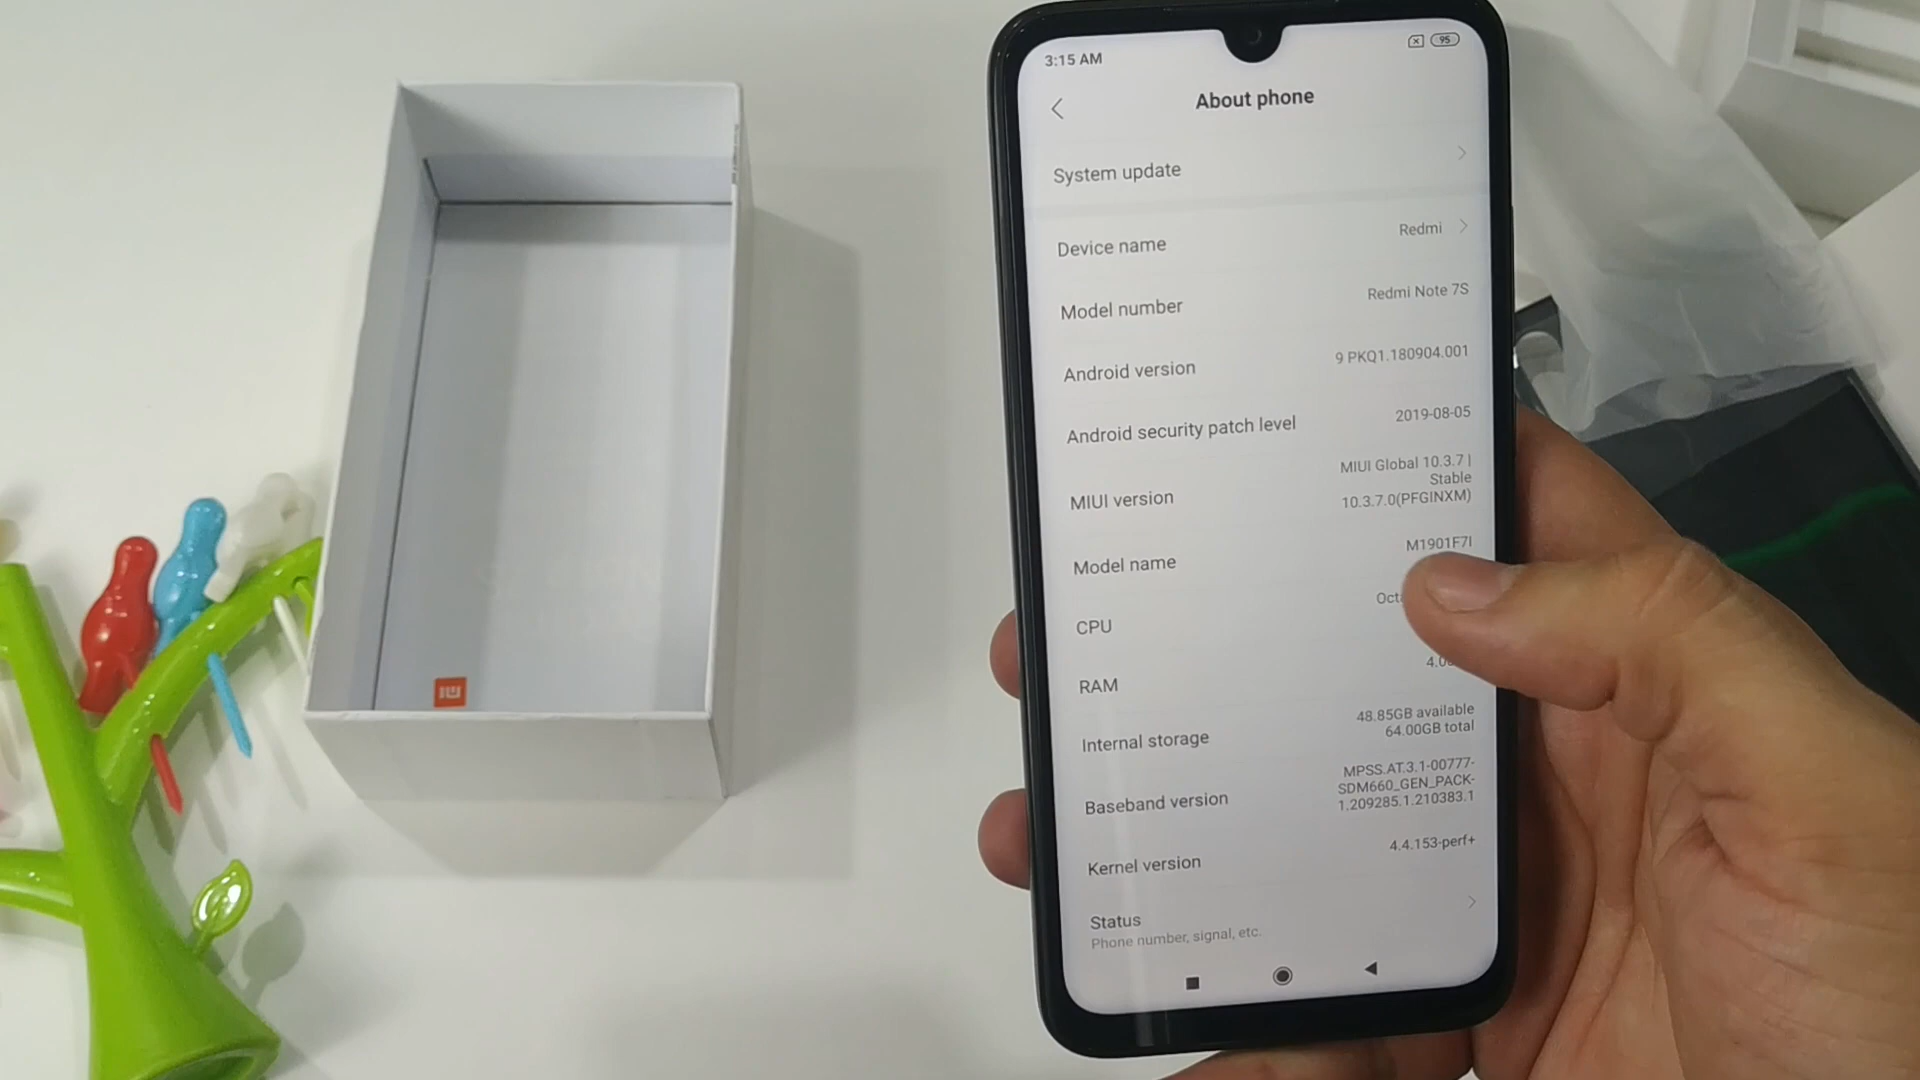 3:15 AM
95
About phone
System update
Device name
Redmi
Model number
Redmi Note 7S
Android version
9 PKQ1.180904.001
Android security patch level
2019-08-05
MIUI version
MIUI Global 10.3.7 |
Stable
10.3.7.0(PFGINXM)
Model name
M1901F7I
CPU
RAM
Internal storage
48.85GB available
64.00GB total
Baseband version
MPSS.AT.3.1-00777-
SDM660_GEN_PACK-
1.209285.1.210383.1
Kernel version
4.4.153-perf+
Status
Phone number, signal, etc.